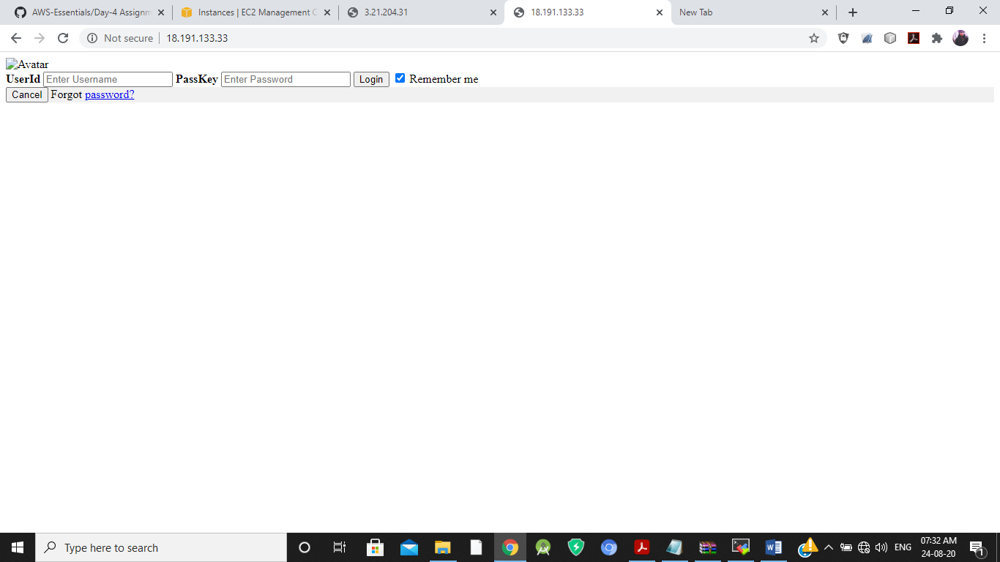 AWS-Essentials/Day-4 Assignm
Instances | EC2 Management C
3.21.204.31
18.191.133.33
New Tab
Not secure
18.191.133.33
Avatar
UserId Enter Username PassKey Enter Password Login Remember me
Cancel Forgot password?
Type here to search
ENG
07:32 AM
24-08-20
1